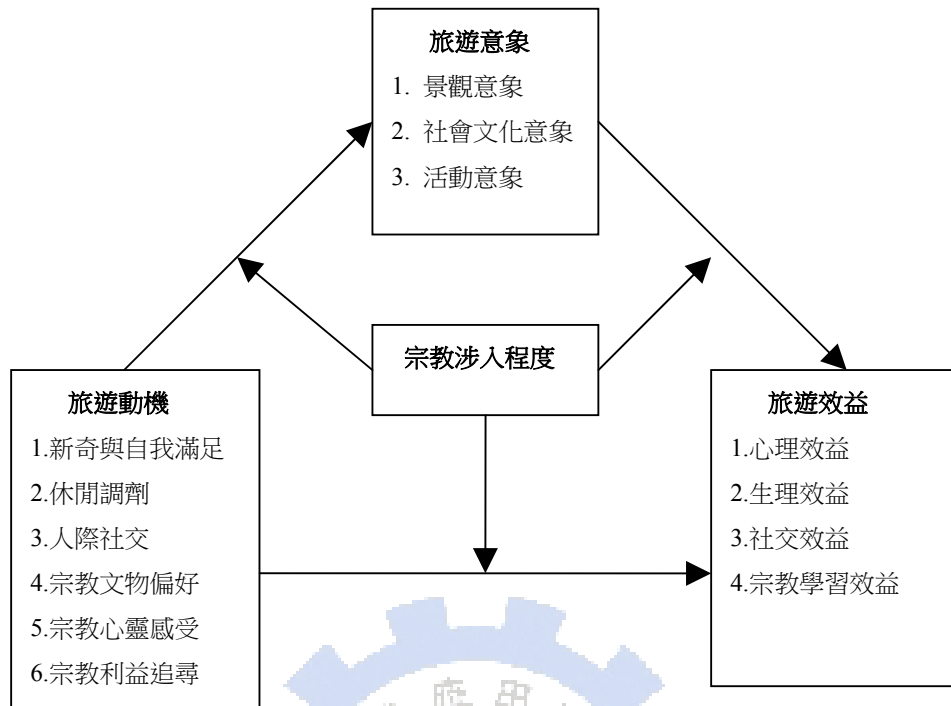 旅遊意象
1. 景觀意象
2. 社會文化意象
3. 活動意象
宗教涉入程度
旅遊動機
1.新奇與自我滿足
2.休閒調劑
3.人際社交
4.宗教文物偏好
5.宗教心靈感受
6.宗教利益追尋
旅遊效益
1.心理效益
2.生理效益
3.社交效益
4.宗教學習效益